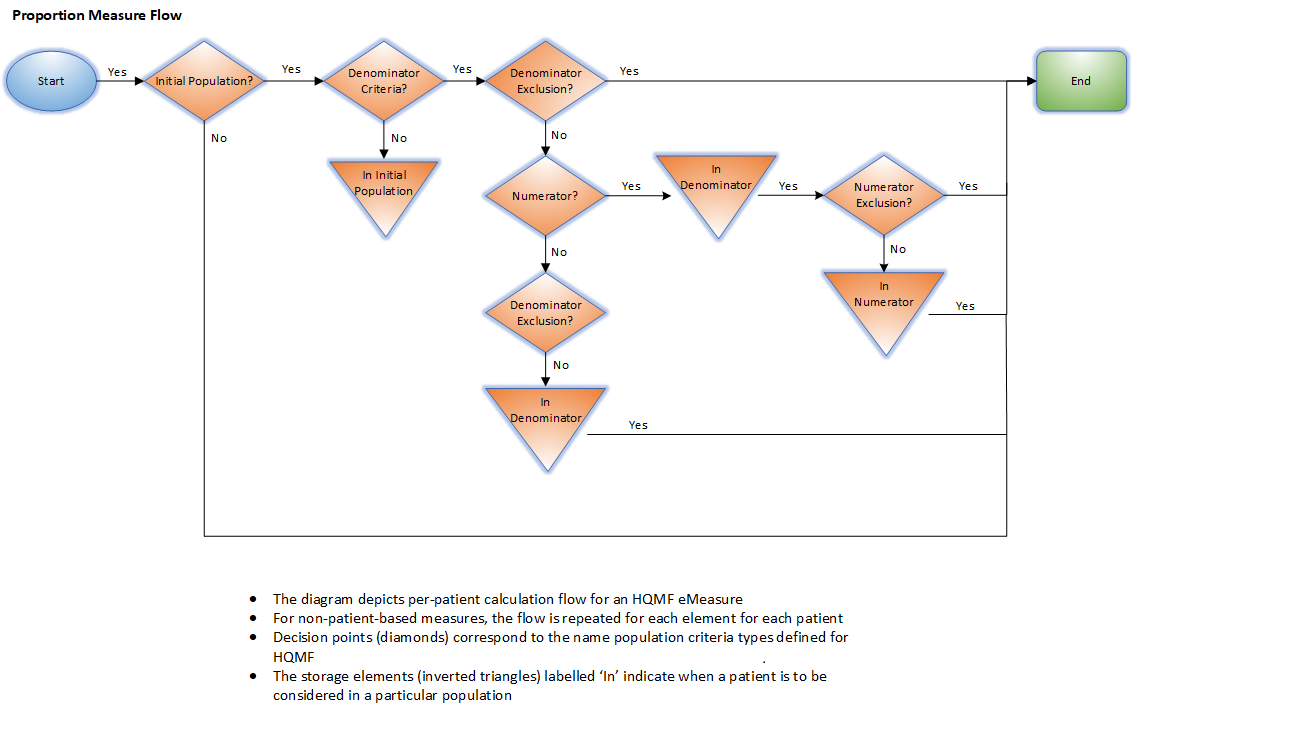 Proportion Measure Flow
Start
Yes
Initial Population?
Yes
Denominator
Criteria?
Yes
Denominator
Exclusion?
Yes
End
No
No
No
In Initial
Population
Numerator?
Yes
In
Denominator
Yes
Numerator
Exclusion?
Yes
No
No
Denominator
Exclusion?
In
Numerator
Yes
No
In
Denominator
Yes
• The diagram depicts per-patient calculation flow for an HQMF eMeasure
• For non-patient-based measures, the flow is repeated for each element for each patient
• Decision points (diamonds) correspond to the name population criteria types defined for
HQMF .
• The storage elements (inverted triangles) labelled ‘In’ indicate when a patient is to be
considered in a particular population